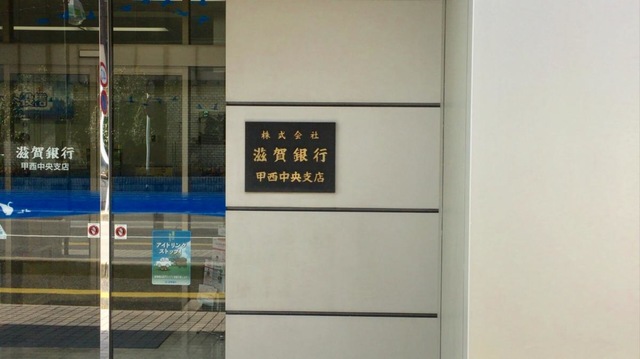 滋賀銀行
甲西中央支店
アイドリング
ストップ!
株式会社
滋賀銀行
甲西中央支店